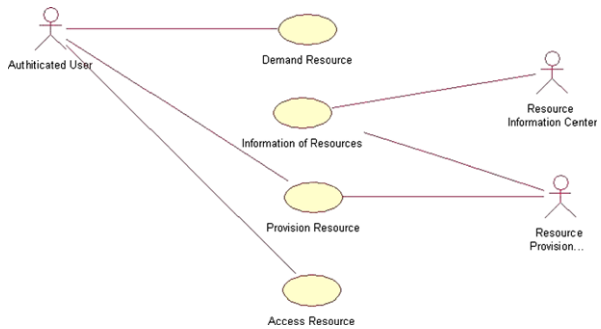 Authiticated User
Demand Resource
Resource
Information Center
Information of Resources
Provision Resource
Resource
Provision...
Access Resource